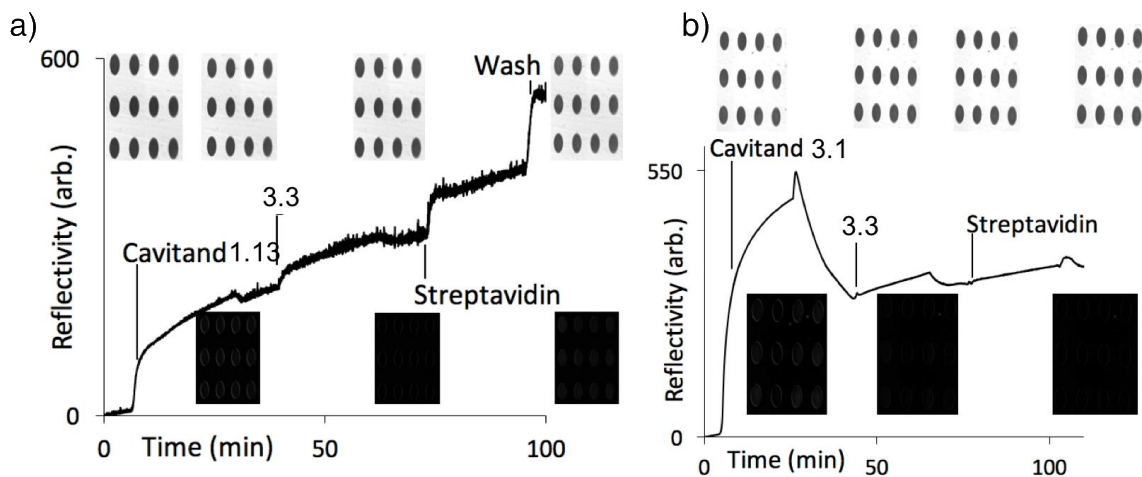 a)
600
Wash
3.3
Cavitand 1.13
Streptavidin
Reflectivity (arb.)
0
Time (min)
0
50
100
b)
Cavitand 3.1
550
3.3
Streptavidin
Reflectivity (arb.)
0
Time (min)
0
50
100